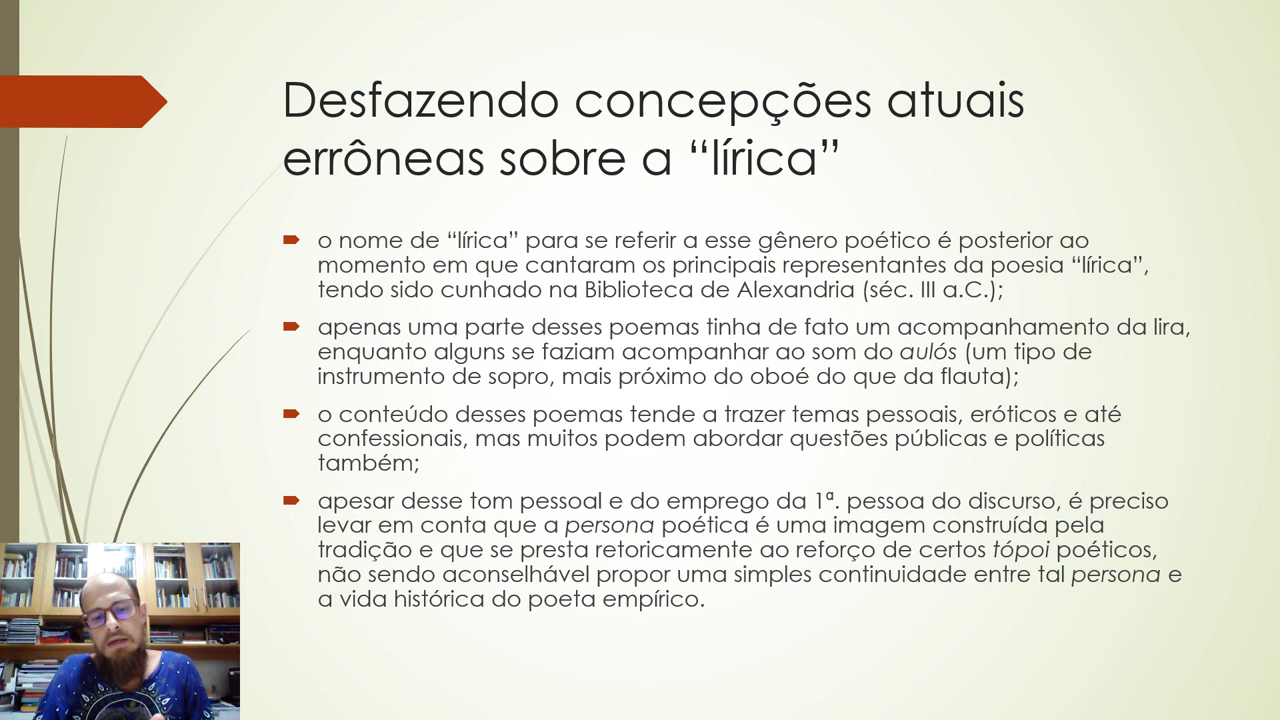 Desfazendo concepções atuais
errôneas sobre a “lírica”
o nome de “lírica” para se referir a esse gênero poético é posterior ao
momento em que cantaram os principais representantes da poesia “lírica”,
tendo sido cunhado na Biblioteca de Alexandria (séc. III a.C.);
apenas uma parte desses poemas tinha de fato um acompanhamento da lira,
enquanto alguns se faziam acompanhar ao som do aulós (um tipo de
instrumento de sopro, mais próximo do oboé do que da flauta);
o conteúdo desses poemas tende a trazer temas pessoais, eróticos e até
confessionais, mas muitos podem abordar questões públicas e políticas
também;
apesar desse tom pessoal e do emprego da 1ª. pessoa do discurso, é preciso
levar em conta que a persona poética é uma imagem construída pela
tradição e que se presta retoricamente ao reforço de certos tópoi poéticos,
não sendo aconselhável propor uma simples continuidade entre tal persona e
a vida histórica do poeta empírico.